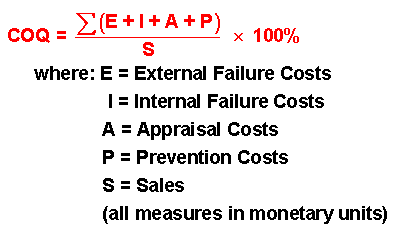 COQ = ∑(E + I + A + P) / S × 100%
where: E = External Failure Costs
I = Internal Failure Costs
A = Appraisal Costs
P = Prevention Costs
S = Sales
(all measures in monetary units)